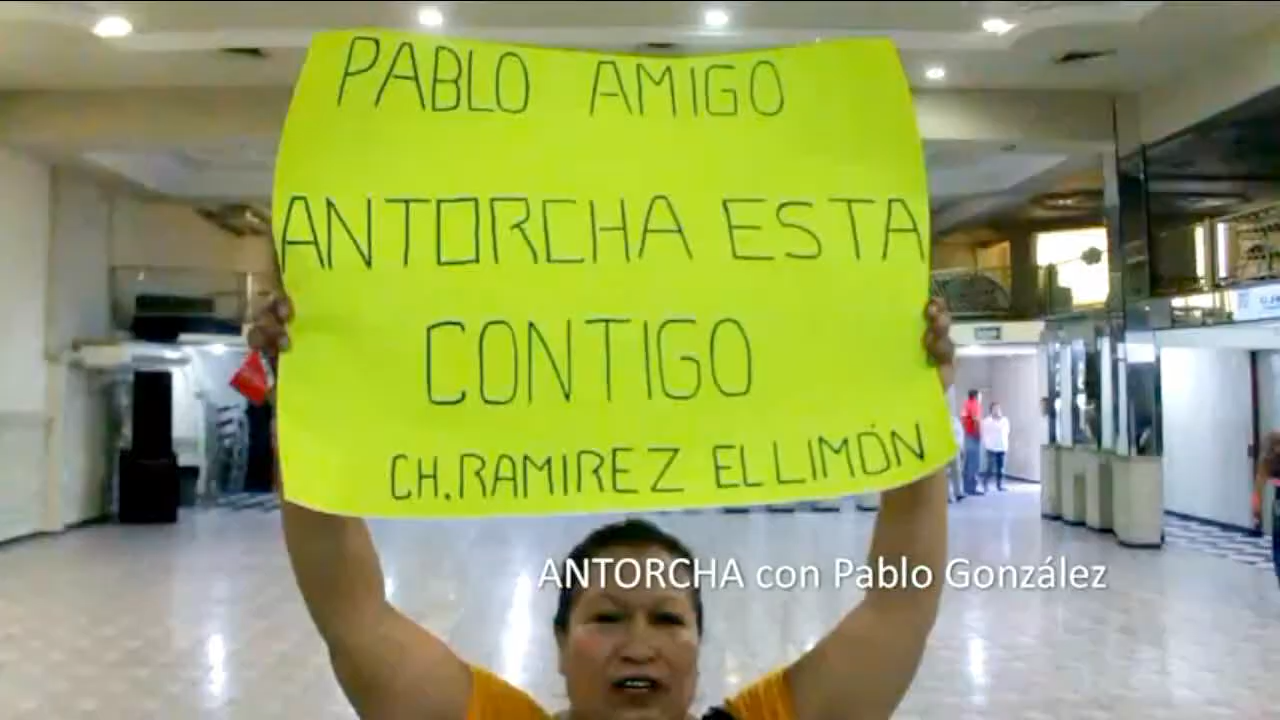 PABLO AMIGO
ANTORCHA ESTA
CONTIGO
CH.RAMIREZ EL LIMÓN
ANTORCHA con Pablo González